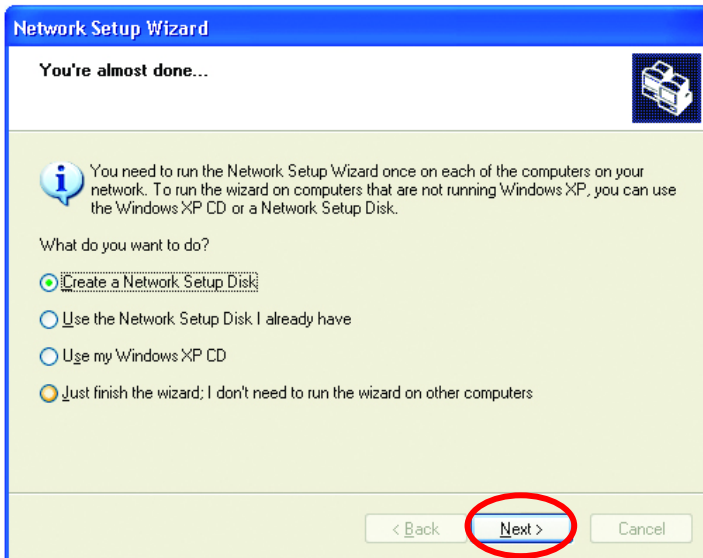 Network Setup Wizard
You're almost done...
You need to run the Network Setup Wizard once on each of the computers on your
network. To run the wizard on computers that are not running Windows XP, you can use
the Windows XP CD or a Network Setup Disk.
What do you want to do?
Create a Network Setup Disk
Use the Network Setup Disk I already have
Use my Windows XP CD
Just finish the wizard; I don't need to run the wizard on other computers
< Back
Next >
Cancel